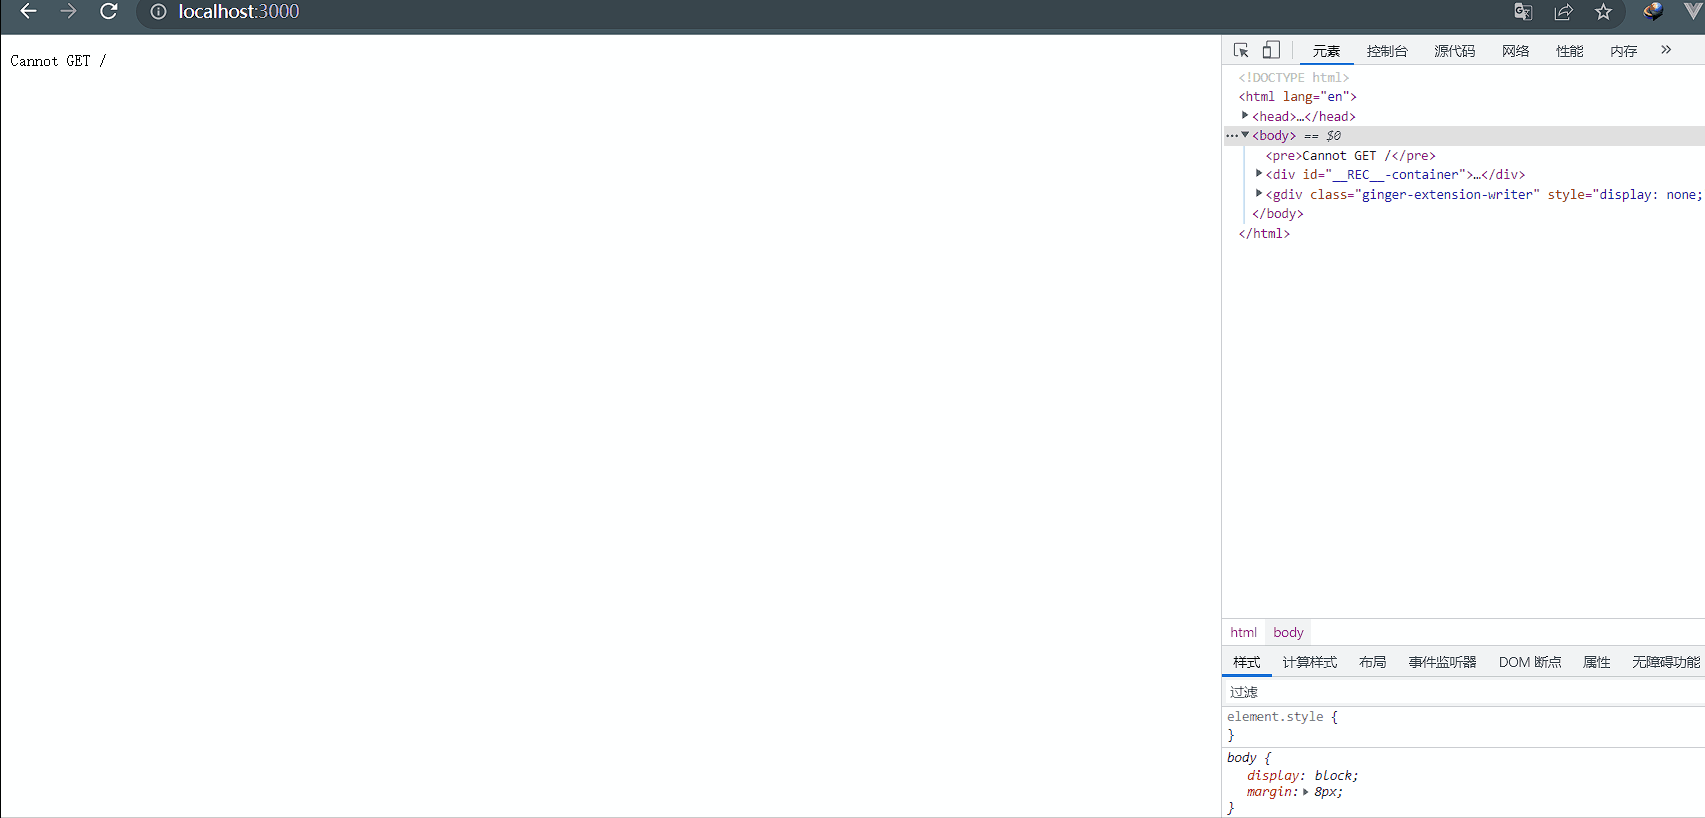 localhost:3000
Cannot GET /
元素 控制台 源代码 网络 性能 内存 »
<!DOCTYPE html>
<html lang="en">
<head>…</head>
<body> == $0
<pre>Cannot GET /</pre>
<div id="__REC__-container">…</div>
<gdiv class="ginger-extension-writer" style="display: none;
</body>
</html>
html body
样式 计算样式 布局 事件监听器 DOM 断点 属性 无障碍功能
过滤
element.style {
}
body {
display: block;
margin: 8px;
}